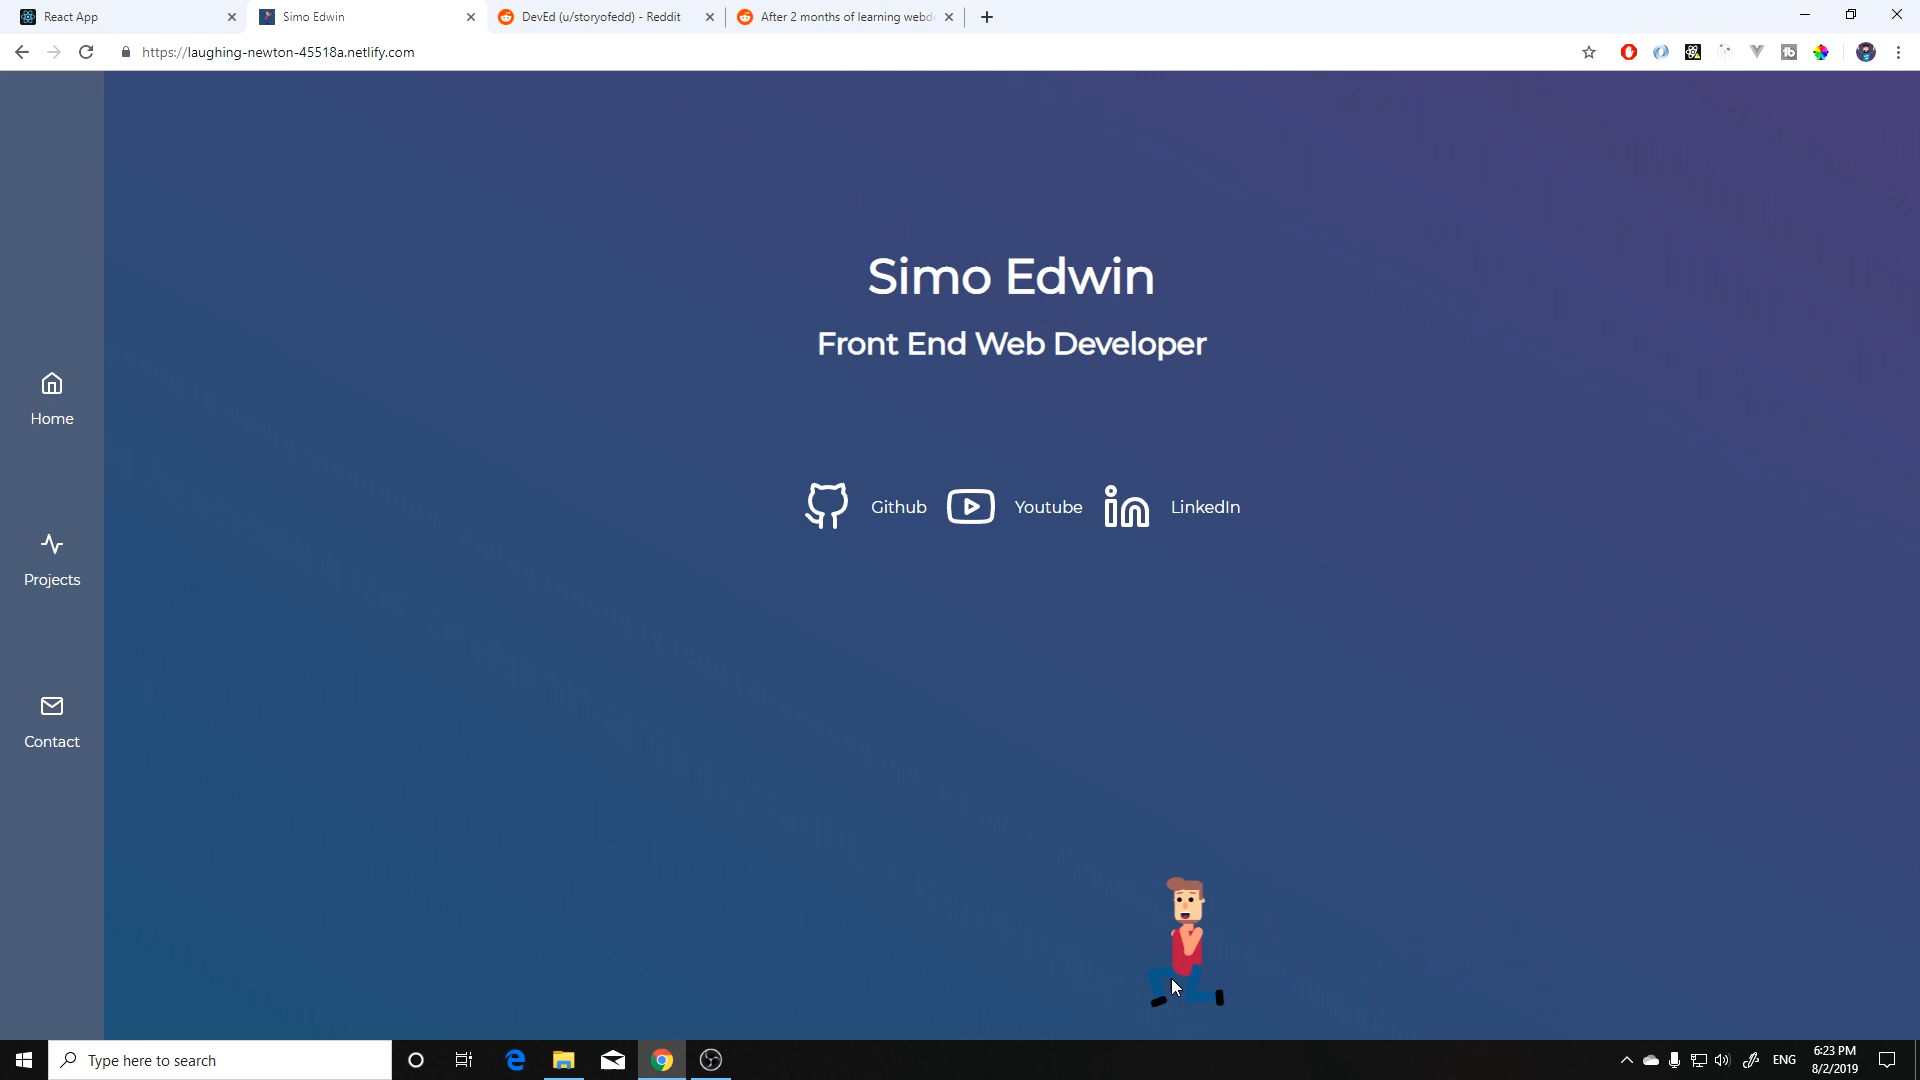 React App
Simo Edwin
DevEd (u/storyofedd) - Reddit
After 2 months of learning webd
https://laughing-newton-45518a.netlify.com
Simo Edwin
Front End Web Developer
Home
Github
Youtube
LinkedIn
Projects
Contact
Type here to search
ENG
6:23 PM
8/2/2019